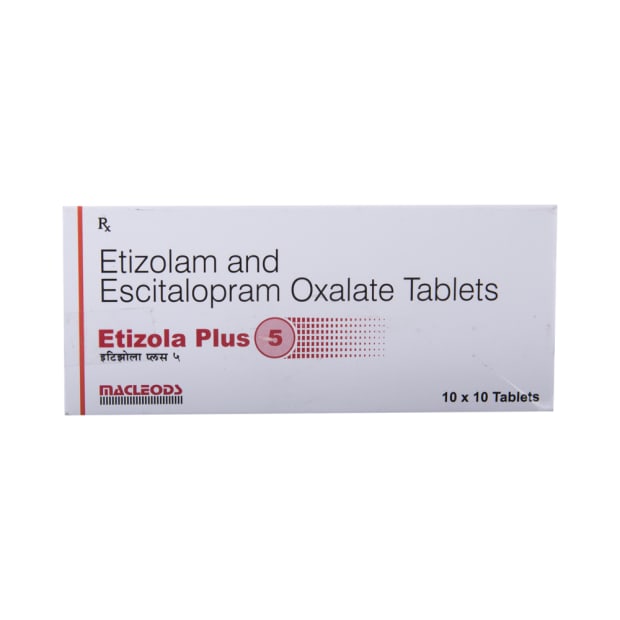 Rx
Etizolam and
Escitalopram Oxalate Tablets
Etizola Plus 5
इटिझोला प्लस ५
MACLEODS
10 x 10 Tablets